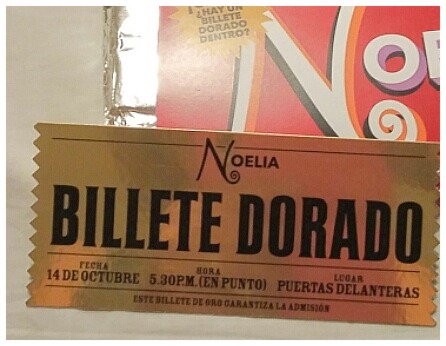 ¿HAY UN
BILLETE
DORADO
DENTRO?
NOE
NOELIA
BILLETE DORADO
FECHA HORA LUGAR
14 DE OCTUBRE 5.30P.M. (EN PUNTO) PUERTAS DELANTERAS
ESTE BILLETE DE ORO GARANTIZA LA ADMISIÓN